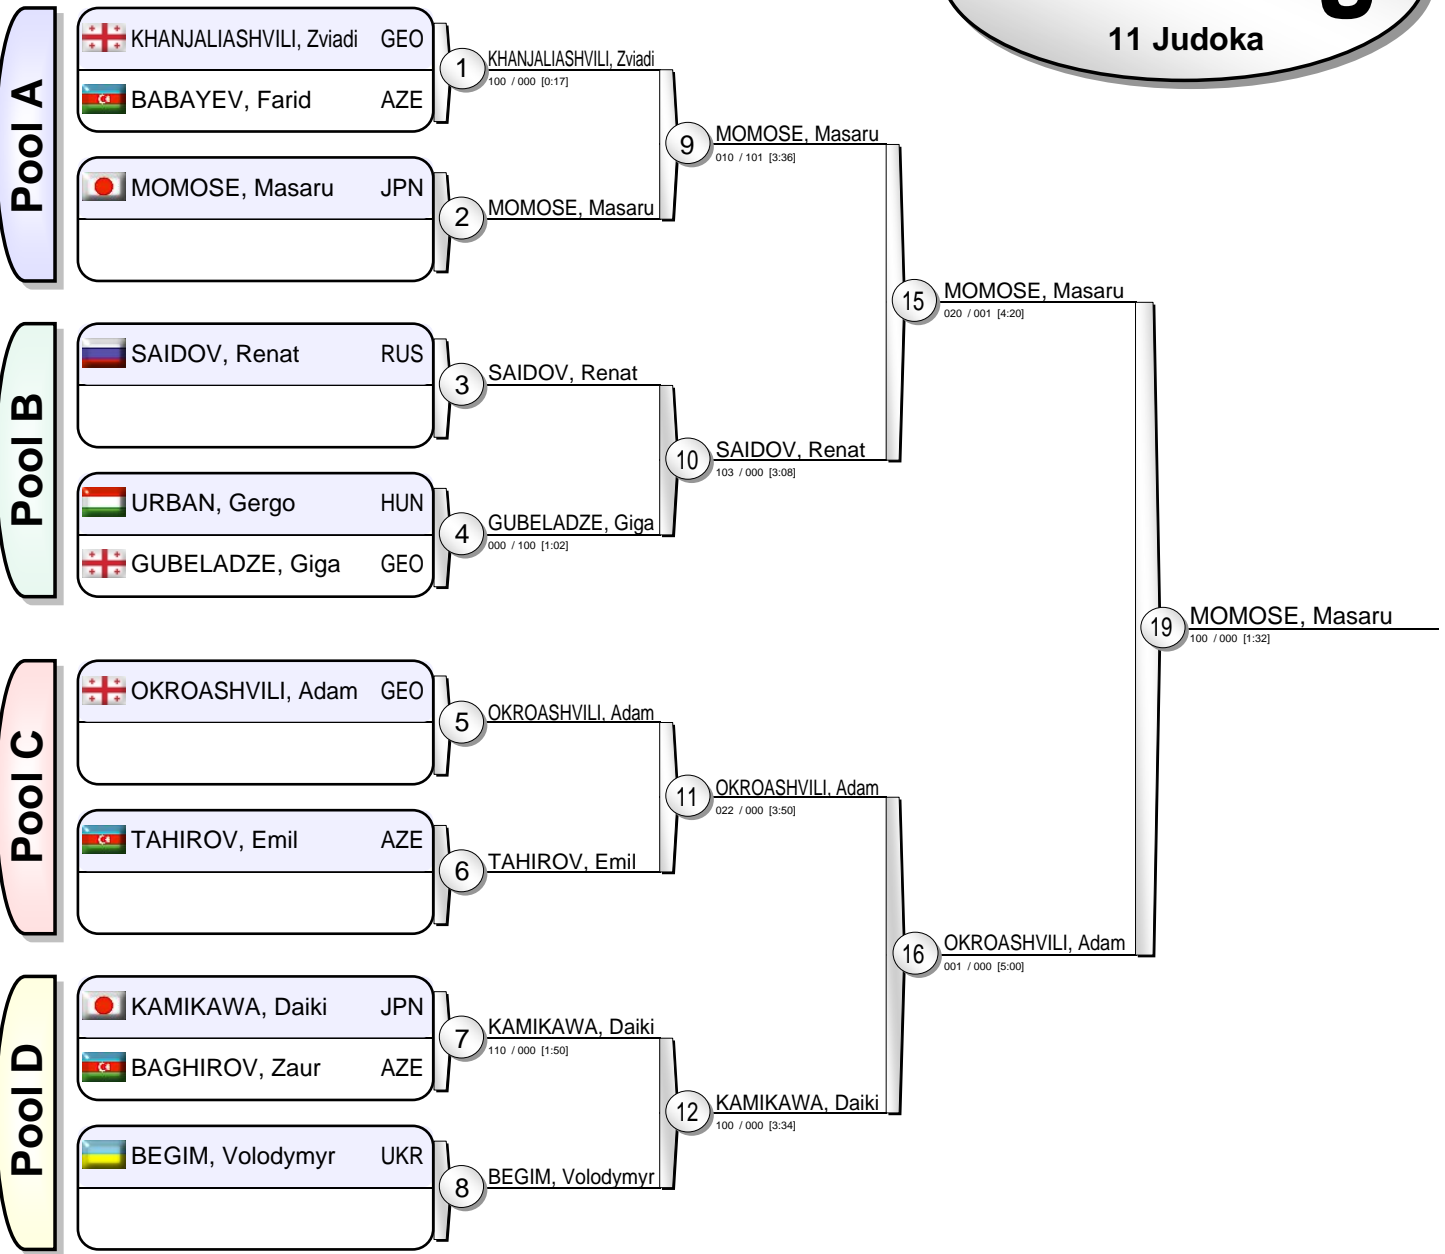 11 Judoka
Pool A
KHANJALIASHVILI, Zviadi GEO
BABAYEV, Farid AZE
MOMOSE, Masaru JPN
1
KHANJALIASHVILI, Zviadi
100 / 000 [0:17]
2
MOMOSE, Masaru
9
MOMOSE, Masaru
010 / 101 [3:36]
Pool B
SAIDOV, Renat RUS
URBAN, Gergo HUN
GUBELADZE, Giga GEO
3
SAIDOV, Renat
4
GUBELADZE, Giga
000 / 100 [1:02]
10
SAIDOV, Renat
103 / 000 [3:08]
15
MOMOSE, Masaru
020 / 001 [4:20]
Pool C
OKROASHVILI, Adam GEO
TAHIROV, Emil AZE
5
OKROASHVILI, Adam
6
TAHIROV, Emil
11
OKROASHVILI, Adam
022 / 000 [3:50]
Pool D
KAMIKAWA, Daiki JPN
BAGHIROV, Zaur AZE
BEGIM, Volodymyr UKR
7
KAMIKAWA, Daiki
110 / 000 [1:50]
8
BEGIM, Volodymyr
12
KAMIKAWA, Daiki
100 / 000 [3:34]
16
OKROASHVILI, Adam
001 / 000 [5:00]
19
MOMOSE, Masaru
100 / 000 [1:32]